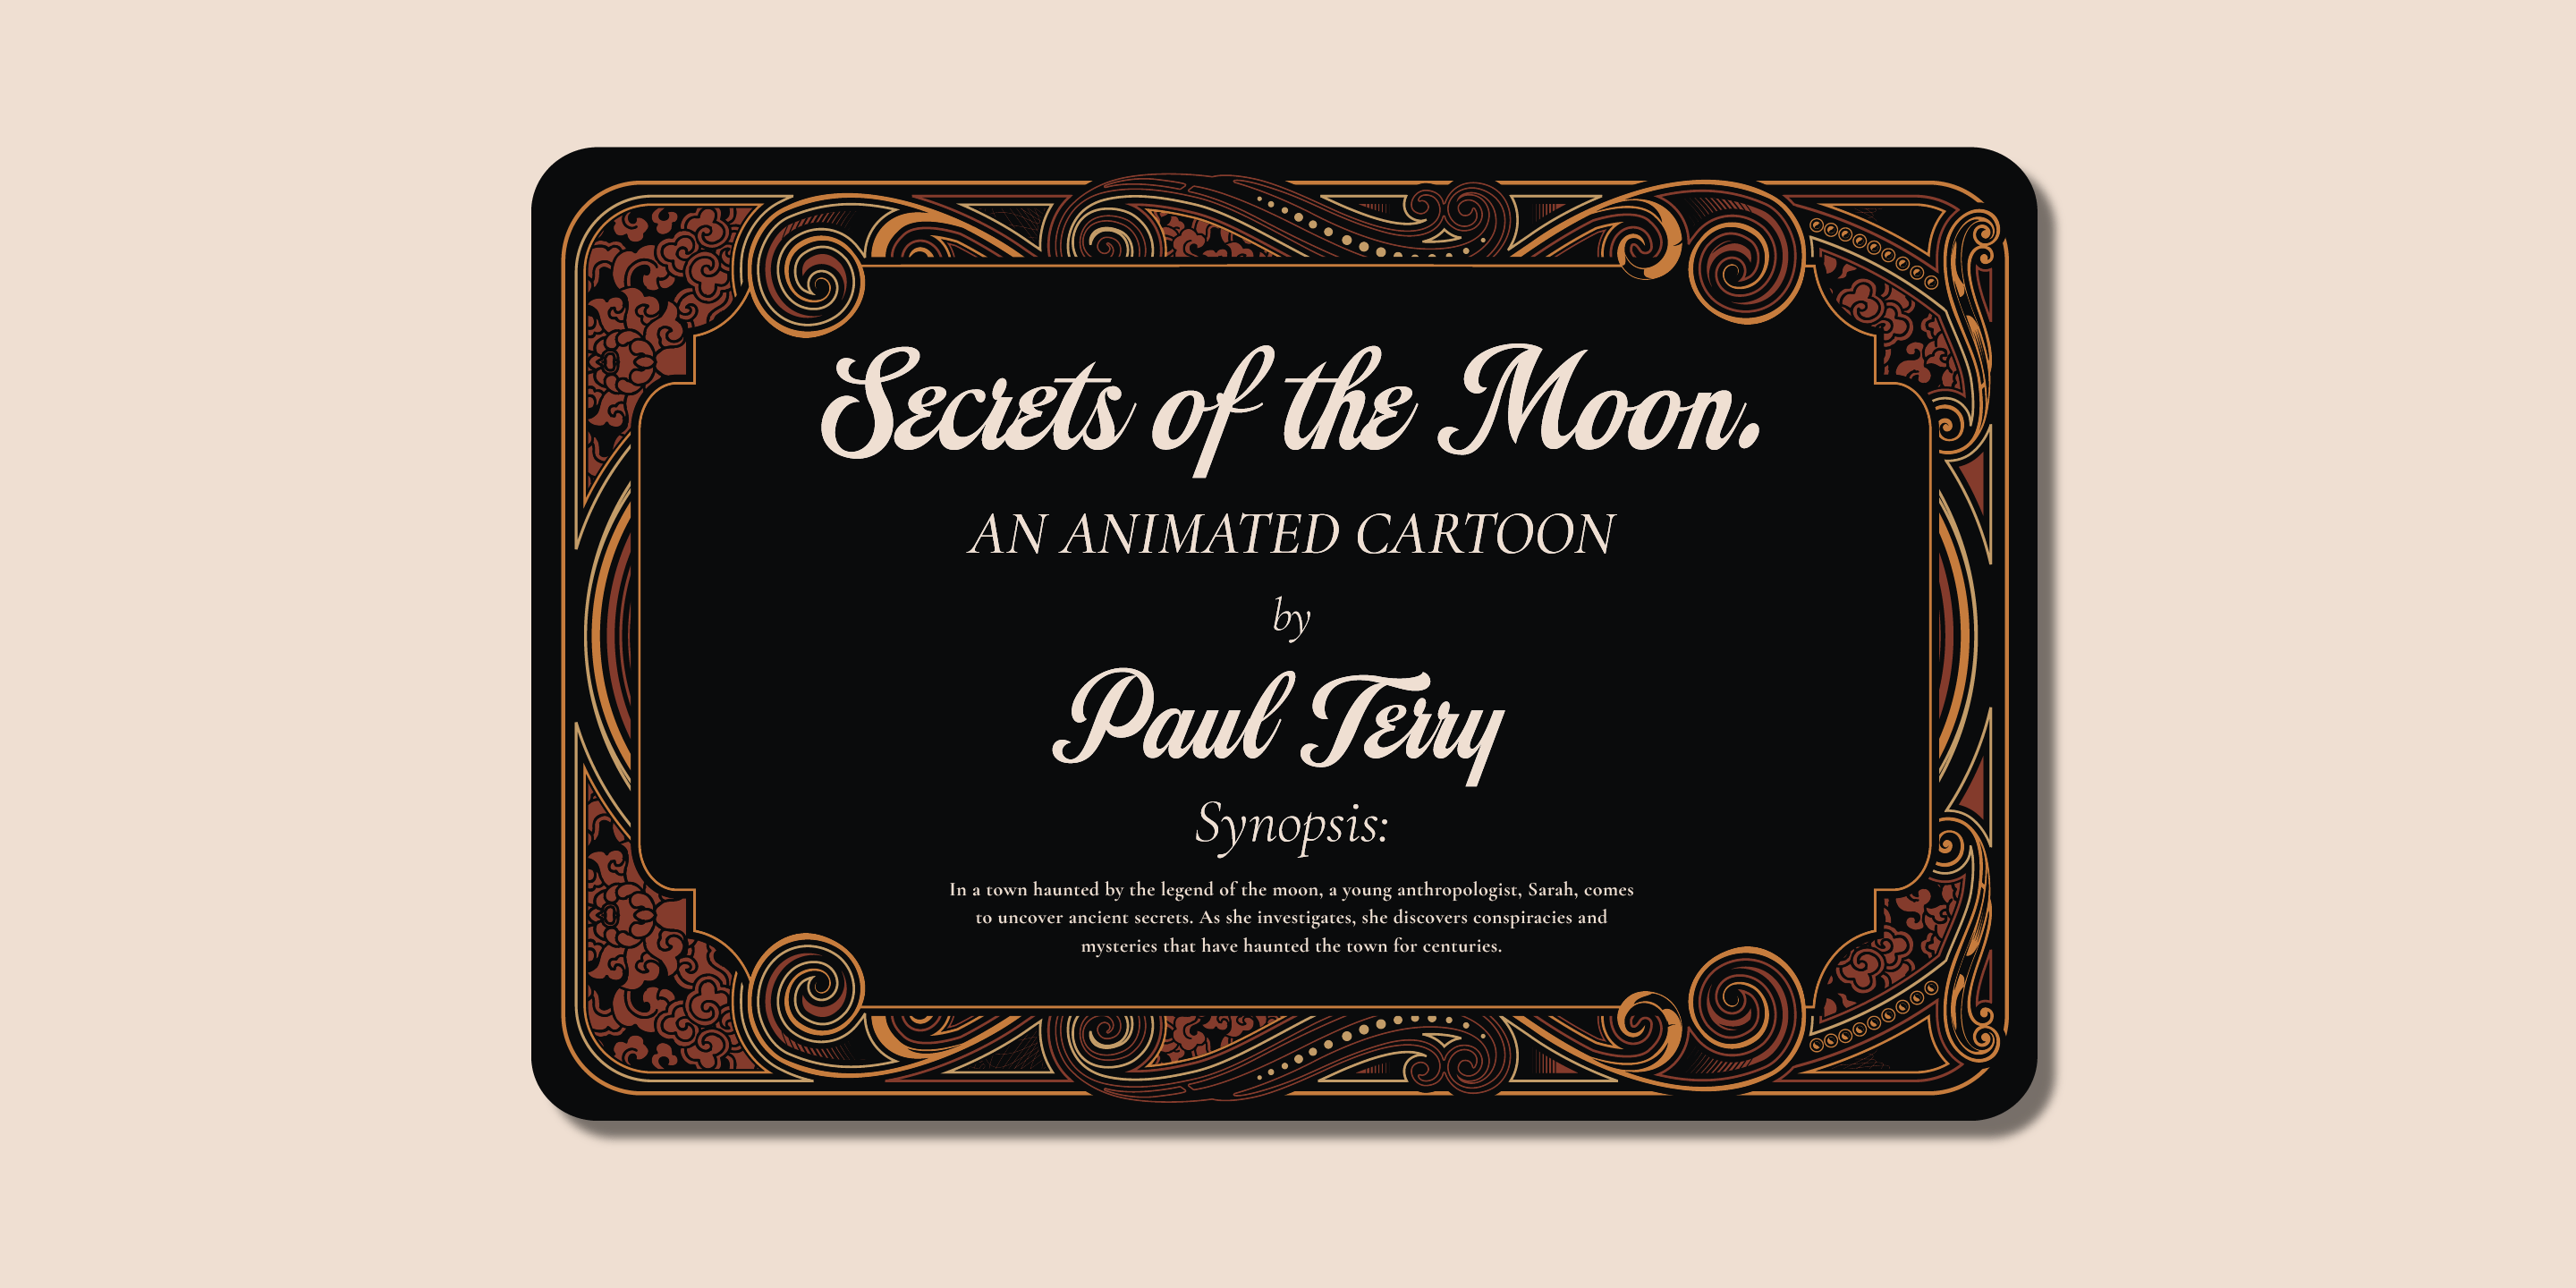 Secrets of the Moon.
AN ANIMATED CARTOON
by
Paul Terry
Synopsis:
In a town haunted by the legend of the moon, a young anthropologist, Sarah, comes
to uncover ancient secrets. As she investigates, she discovers conspiracies and
mysteries that have haunted the town for centuries.